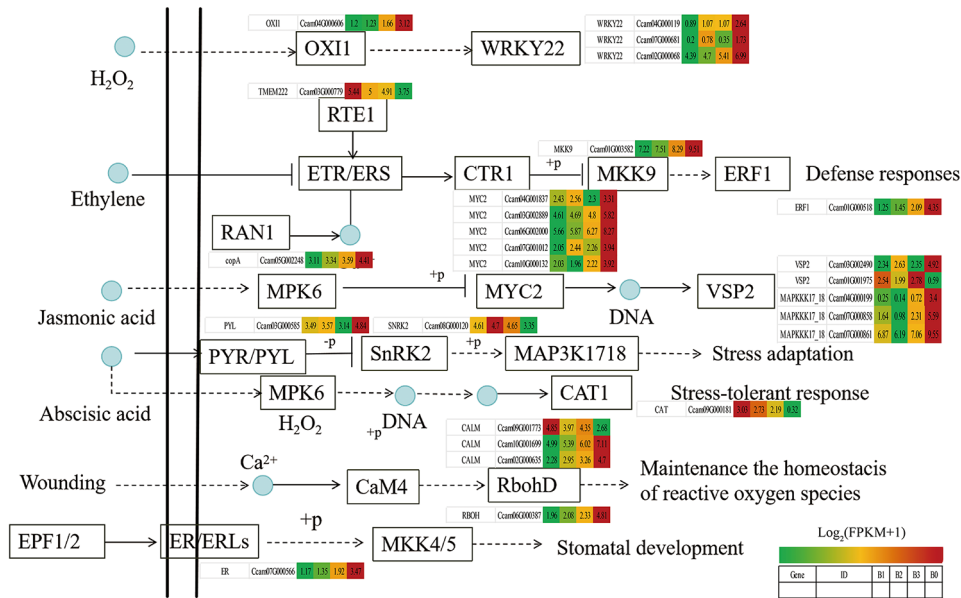 OXI1 Ccam04G000606 1.2 1.23 1.66 3.12
WRKY22 Ccam04G000119 0.89 1.07 1.07 2.64
WRKY22 Ccam07G000681 0.2 0.78 0.35 1.73
WRKY22 Ccam02G000068 4.39 4.7 5.41 6.99
OXI1
WRKY22
H₂O₂
TMEM222 Ccam03G000779 5.44 5 4.91 3.75
RTE1
MKK9 Ccam01G003582 7.22 7.51 8.29 9.51
+p
ETR/ERS
CTR1
MKK9
ERF1
Defense responses
Ethylene
MYC2 Ccam04G001837 2.43 2.56 2.3 3.31
MYC2 Ccam03G002889 4.61 4.69 4.8 5.82
MYC2 Ccam06G002000 5.66 5.87 6.27 8.27
MYC2 Ccam07G001012 2.05 2.44 2.26 3.94
MYC2 Ccam10G000132 2.03 1.96 2.22 3.92
ERF1 Ccam01G000518 1.25 1.45 2.09 4.35
RAN1
copA Ccam05G002248 3.11 3.34 3.59 4.43
VSP2 Ccam03G002490 2.34 2.63 2.35 4.92
VSP2 Ccam01G001975 2.54 1.99 2.78 0.59
MAPKKK17_18 Ccam04G000199 0.25 0.14 0.72 3.4
MAPKKK17_18 Ccam07G000858 1.64 0.98 2.31 5.59
MAPKKK17_18 Ccam07G000861 6.87 6.19 7.06 9.55
+p
MPK6
MYC2
DNA
VSP2
Jasmonic acid
PYL Ccam03G000585 3.49 3.57 3.14 4.84
SNRK2 Ccam08G000120 4.61 4.7 4.65 3.35
-p
+p
PYR/PYL
SnRK2
MAP3K1718
Stress adaptation
MPK6
CAT1
Stress-tolerant response
Abscisic acid
H₂O₂
+p
DNA
CAT Ccam09G000181 3.03 2.73 2.19 0.32
CALM Ccam09G001773 4.85 3.97 4.35 2.68
CALM Ccam10G001699 4.99 5.39 6.02 7.11
CALM Ccam02G000635 2.28 2.95 3.26 4.7
Ca²⁺
Wounding
CaM4
RbohD
Maintenance the homeostacis
of reactive oxygen species
RBOH Ccam06G000387 1.96 2.08 2.33 4.81
+p
EPF1/2
ER/ERLs
MKK4/5
Stomatal development
ER Ccam07G000566 1.17 1.35 1.92 3.47
Log₂(FPKM+1)
Gene ID B1 B2 B3 B0